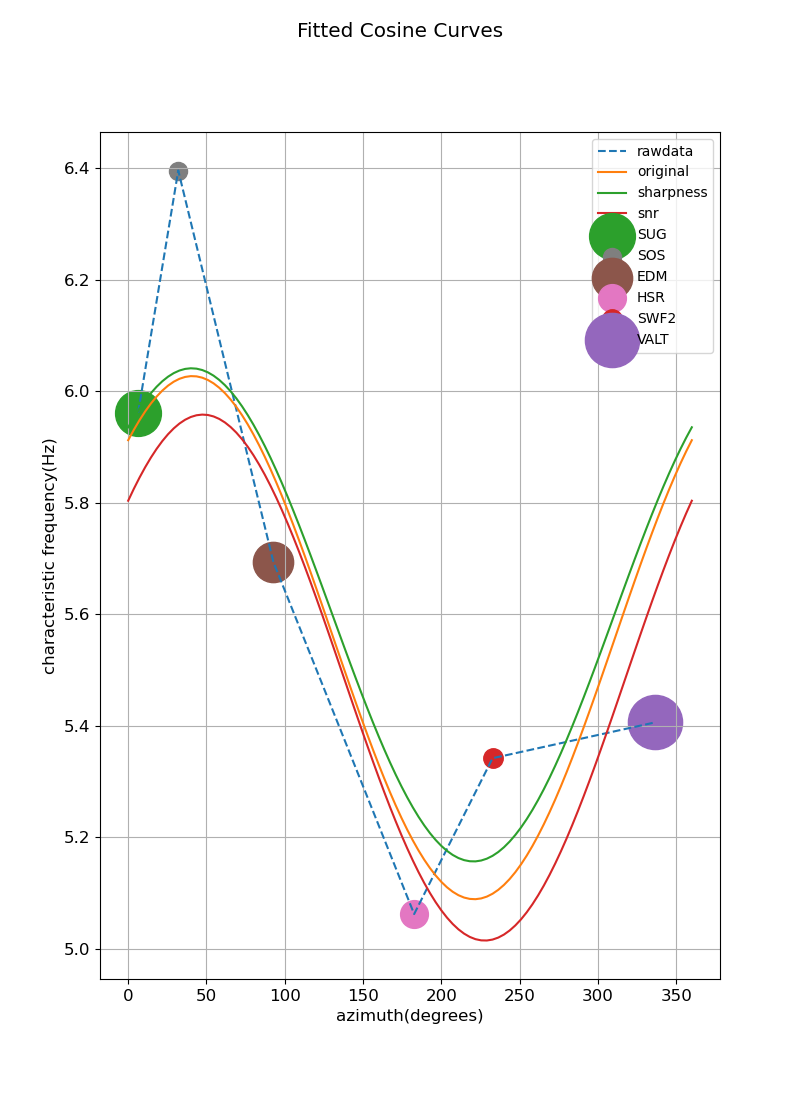 Fitted Cosine Curves
rawdata
original
sharpness
snr
SUG
SOS
EDM
HSR
SWF2
VALT
characteristic frequency(Hz)
6.4
6.2
6.0
5.8
5.6
5.4
5.2
5.0
0 50 100 150 200 250 300 350
azimuth(degrees)